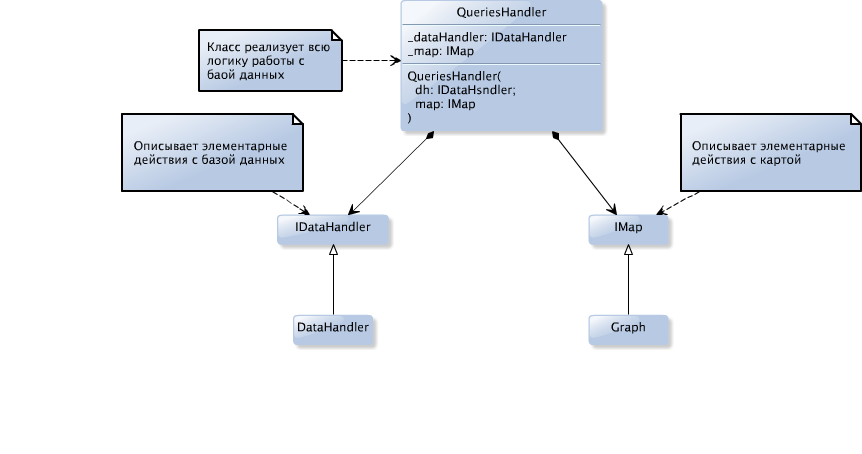 QueriesHandler
_dataHandler: IDataHandler
_map: IMap
QueriesHandler(
dh: IDataHsndler;
map: IMap
)
Класс реализует всю
логику работы с
баой данных
Описывает элементарные
действия с базой данных
Описывает элементарные
действия с картой
IDataHandler
IMap
DataHandler
Graph